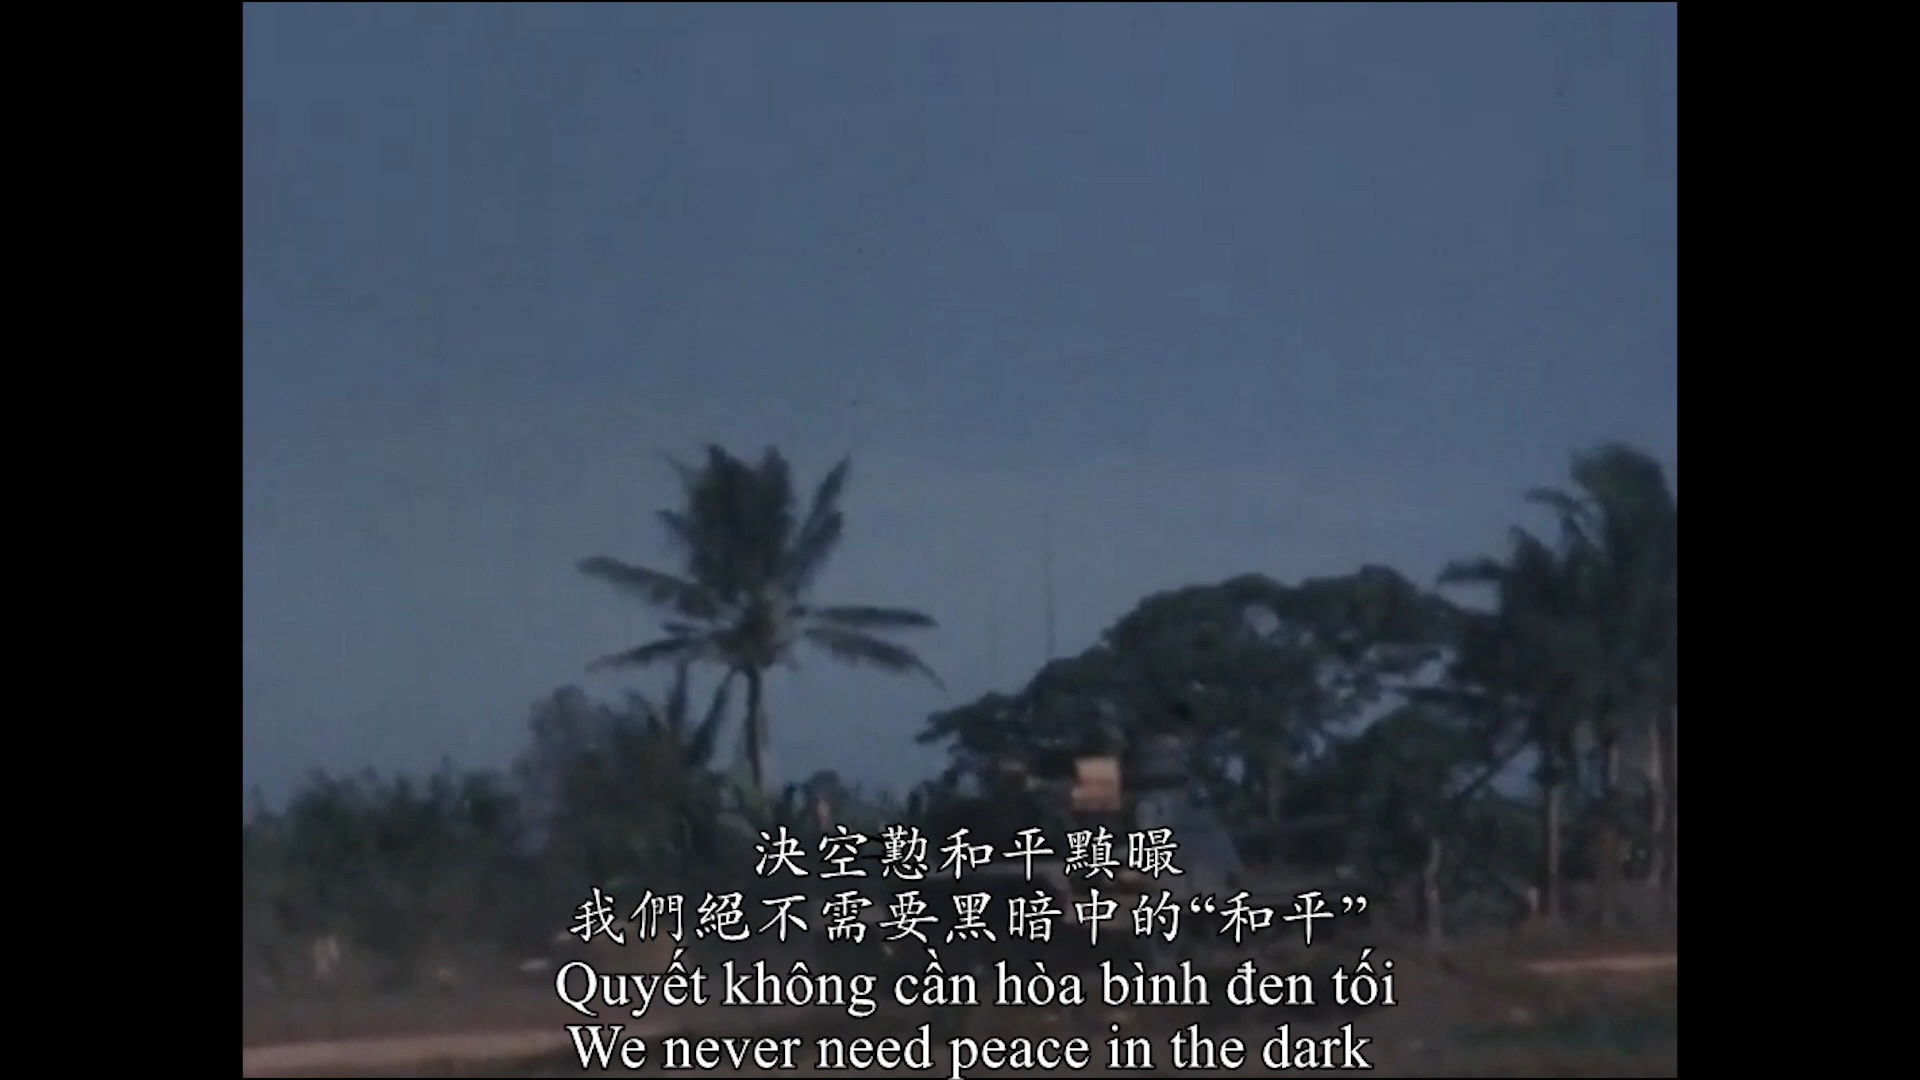 決空懃和平黰㬷
我們絕不需要黑暗中的“和平”
Quyết không cần hòa bình đen tối
We never need peace in the dark